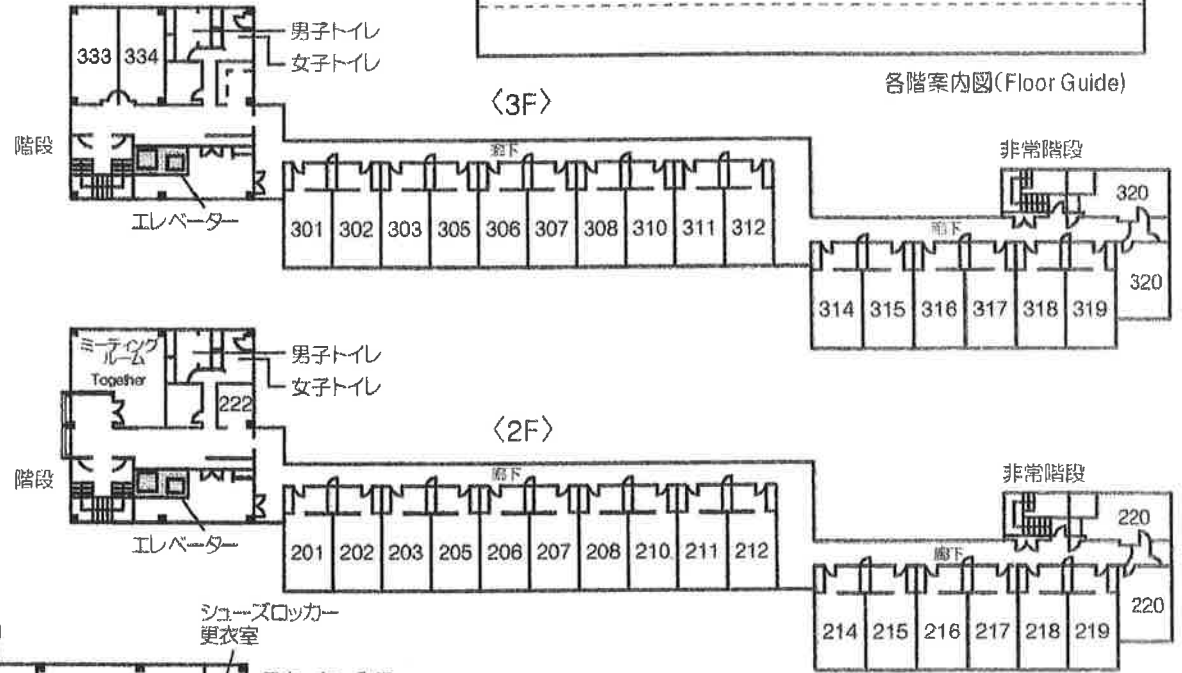 各階案内図(Floor Guide)
〈3F〉
333 334
男子トイレ
女子トイレ
階段
エレベーター
廊下
301 302 303 305 306 307 308 310 311 312
非常階段
320
廊下
314 315 316 317 318 319
320
〈2F〉
ミーティング
ルーム
Together
222
男子トイレ
女子トイレ
階段
エレベーター
廊下
201 202 203 205 206 207 208 210 211 212
非常階段
220
廊下
214 215 216 217 218 219
220
シューズロッカー
更衣室